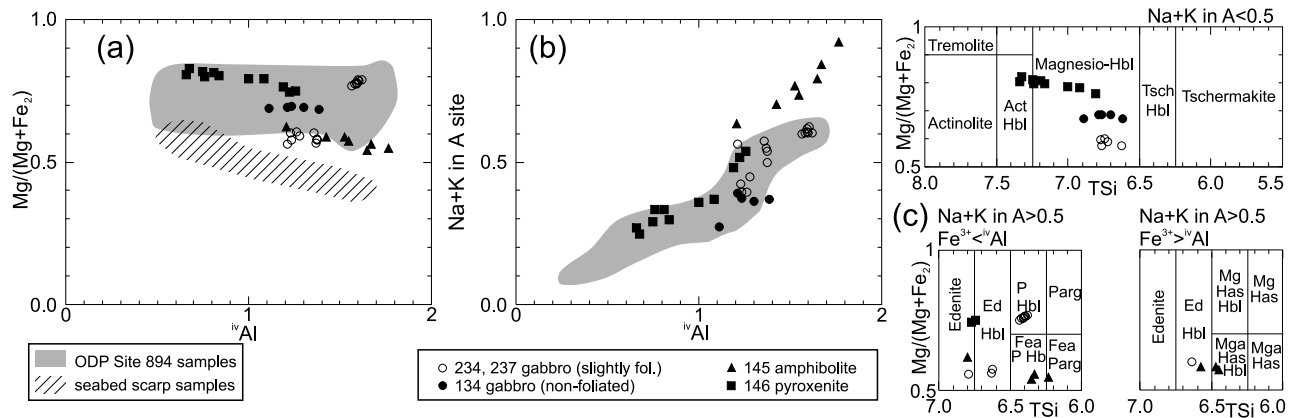 (a)
Mg/(Mg+Fe₂)
1.0
0.5
0.0
0
1
2
ⁱᵛAl
ODP Site 894 samples
seabed scarp samples
(b)
Na+K in A site
1.0
0.5
0.0
0
1
2
ⁱᵛAl
234, 237 gabbro (slightly fol.)
134 gabbro (non-foliated)
145 amphibolite
146 pyroxenite
Na+K in A<0.5
Mg/(Mg+Fe₂)
1
0.5
Tremolite
Actinolite
Act
Hbl
Magnesio-Hbl
Tsch
Hbl
Tschermakite
8.0
7.5
7.0
6.5
6.0
5.5
TSi
(c)
Na+K in A>0.5
Fe³⁺<ⁱᵛAl
Mg/(Mg+Fe₂)
1
0.5
Edenite
Ed
Hbl
P
Hbl
Parg
Fea
P Hb
Fea
Parg
7.0
TSi
6.0
Na+K in A>0.5
Fe³⁺>ⁱᵛAl
1
0.5
Edenite
Ed
Hbl
Mg
Has
Hbl
Mg
Has
Mga
Has
Hbl
Mga
Has
7.0
TSi
6.0